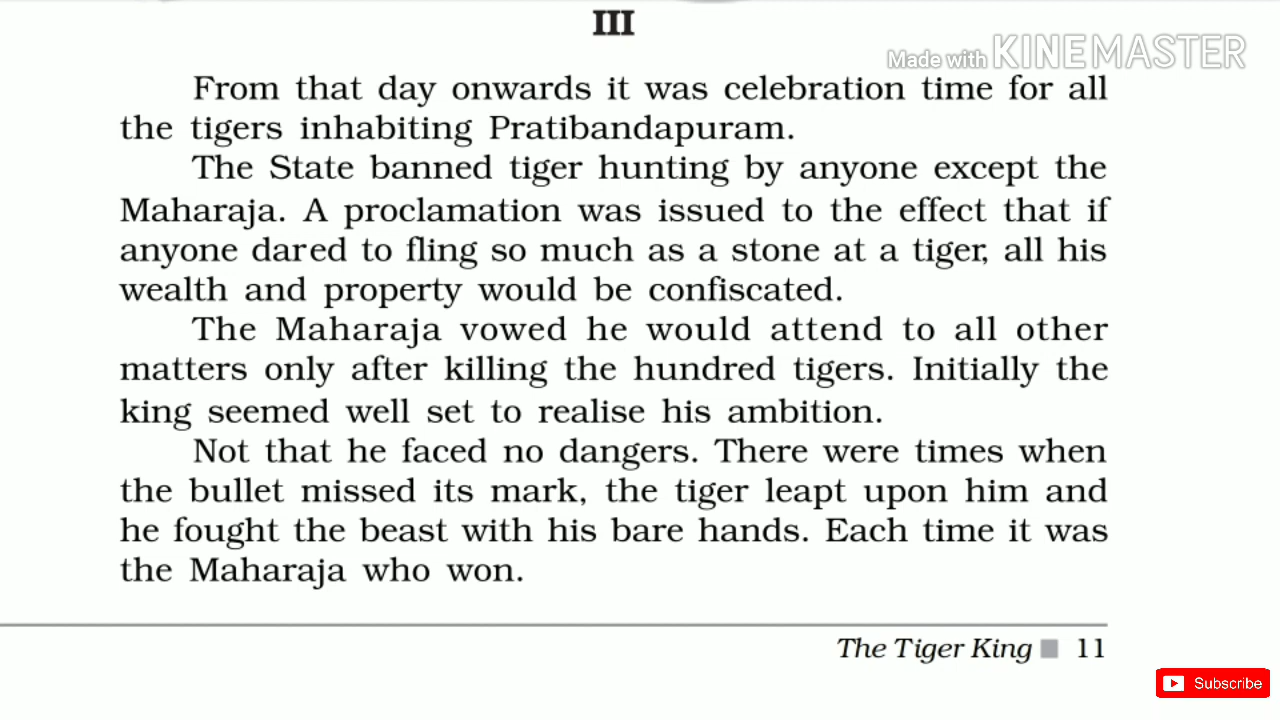 III
Made with KINEMASTER
From that day onwards it was celebration time for all
the tigers inhabiting Pratibandapuram.
The State banned tiger hunting by anyone except the
Maharaja. A proclamation was issued to the effect that if
anyone dared to fling so much as a stone at a tiger, all his
wealth and property would be confiscated.
The Maharaja vowed he would attend to all other
matters only after killing the hundred tigers. Initially the
king seemed well set to realise his ambition.
Not that he faced no dangers. There were times when
the bullet missed its mark, the tiger leapt upon him and
he fought the beast with his bare hands. Each time it was
the Maharaja who won.
The Tiger King ■ 11
Subscribe